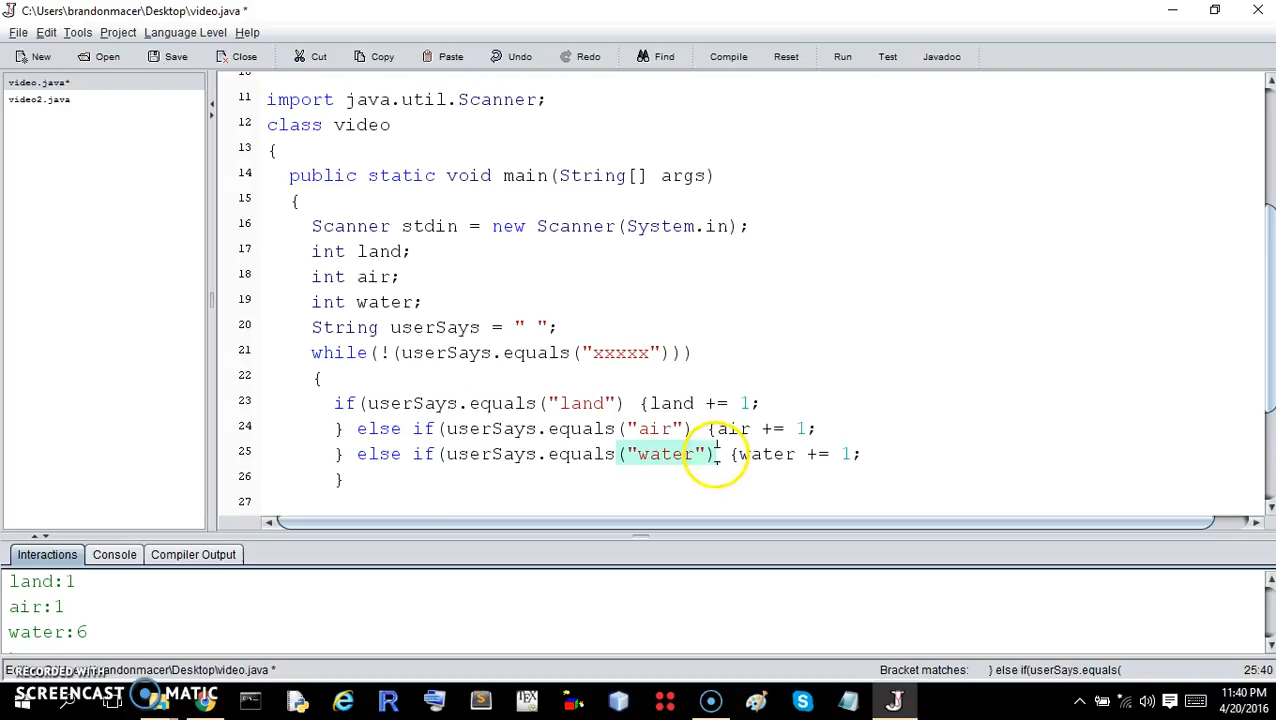 C:\Users\brandonmacer\Desktop\video.java *
File Edit Tools Project Language Level Help
New Open Save Close Cut Copy Paste Undo Redo Find Compile Reset Run Test Javadoc
video.java*
video2.java
11 import java.util.Scanner;
12 class video
13 {
14 public static void main(String[] args)
15 {
16 Scanner stdin = new Scanner(System.in);
17 int land;
18 int air;
19 int water;
20 String userSays = " ";
21 while(!(userSays.equals("xxxxx")))
22 {
23 if(userSays.equals("land") {land += 1;
24 } else if(userSays.equals("air") {air += 1;
25 } else if(userSays.equals("water") {water += 1;
26 }
27
Interactions Console Compiler Output
land:1
air:1
water:6
brandonmacer\Desktop\video.java * Bracket matches: } else if(userSays.equals( 25:40
RECORDED WITH
SCREENCAST MATIC
11:40 PM
4/20/2016